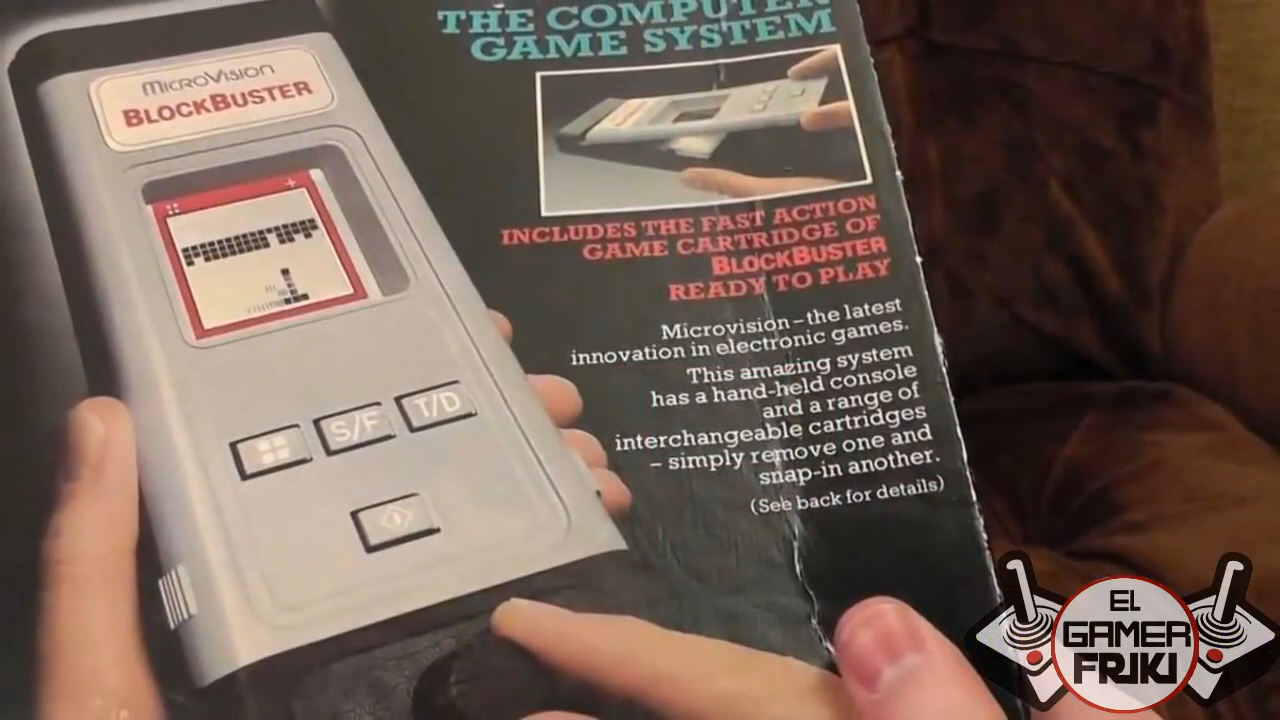 THE COMPUTER
GAME SYSTEM
MICROVISION
BLOCKBUSTER
INCLUDES THE FAST ACTION
GAME CARTRIDGE OF
BLOCKBUSTER
READY TO PLAY
Microvision – the latest
innovation in electronic games.
This amazing system
has a hand-held console
and a range of
interchangeable cartridges
– simply remove one and
snap-in another.
(See back for details)
S/F
T/D
EL
GAMER
FRIKI